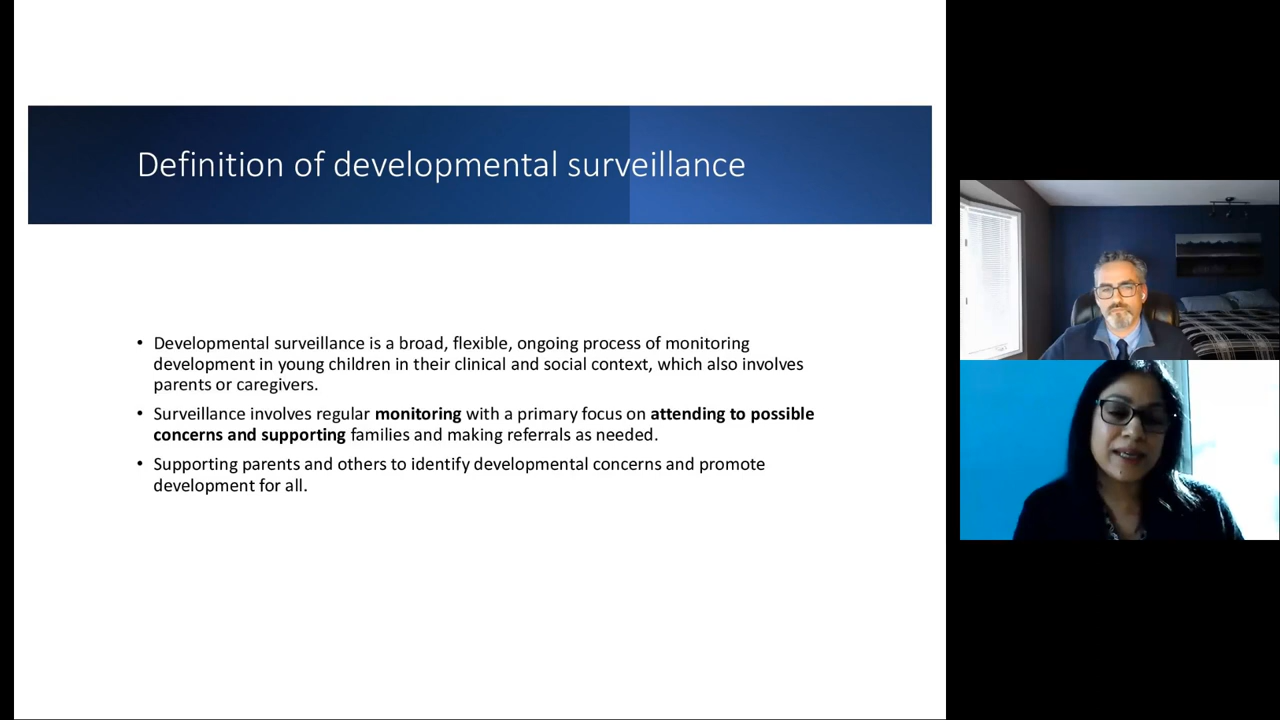 Definition of developmental surveillance
• Developmental surveillance is a broad, flexible, ongoing process of monitoring
development in young children in their clinical and social context, which also involves
parents or caregivers.
• Surveillance involves regular monitoring with a primary focus on attending to possible
concerns and supporting families and making referrals as needed.
• Supporting parents and others to identify developmental concerns and promote
development for all.